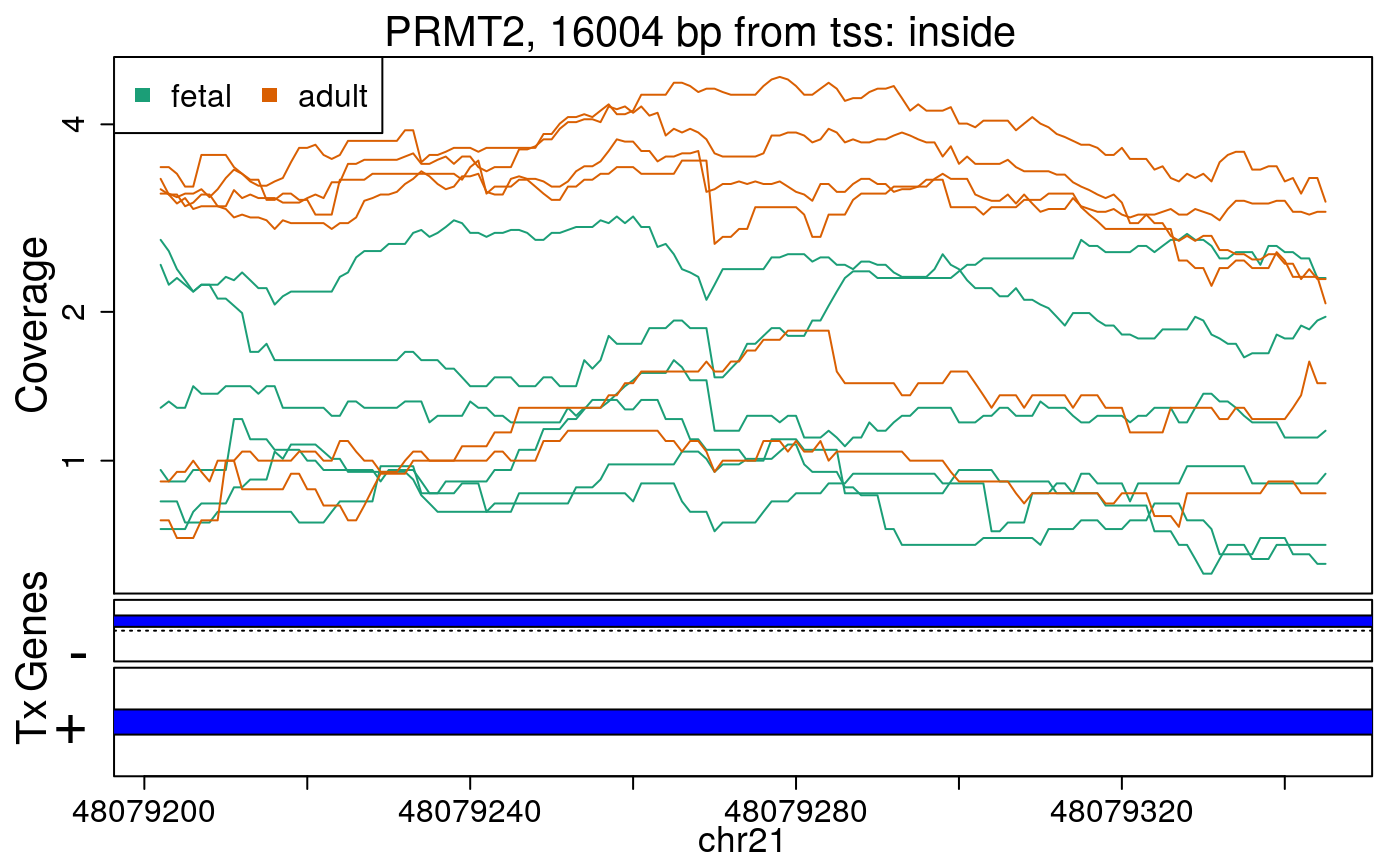 PRMT2, 16004 bp from tss: inside
fetal adult
4
2
1
Coverage
Genes
Tx
-
+
48079200 48079240 48079280 48079320
chr21